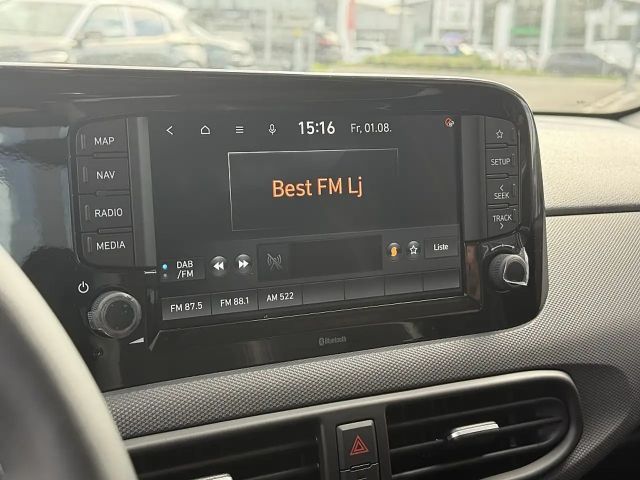 15:16 Fr, 01.08.
MAP
NAV
RADIO
MEDIA
Best FM Lj
SETUP
< SEEK
TRACK >
DAB /FM
Liste
FM 87.5 FM 88.1 AM 522
Bluetooth